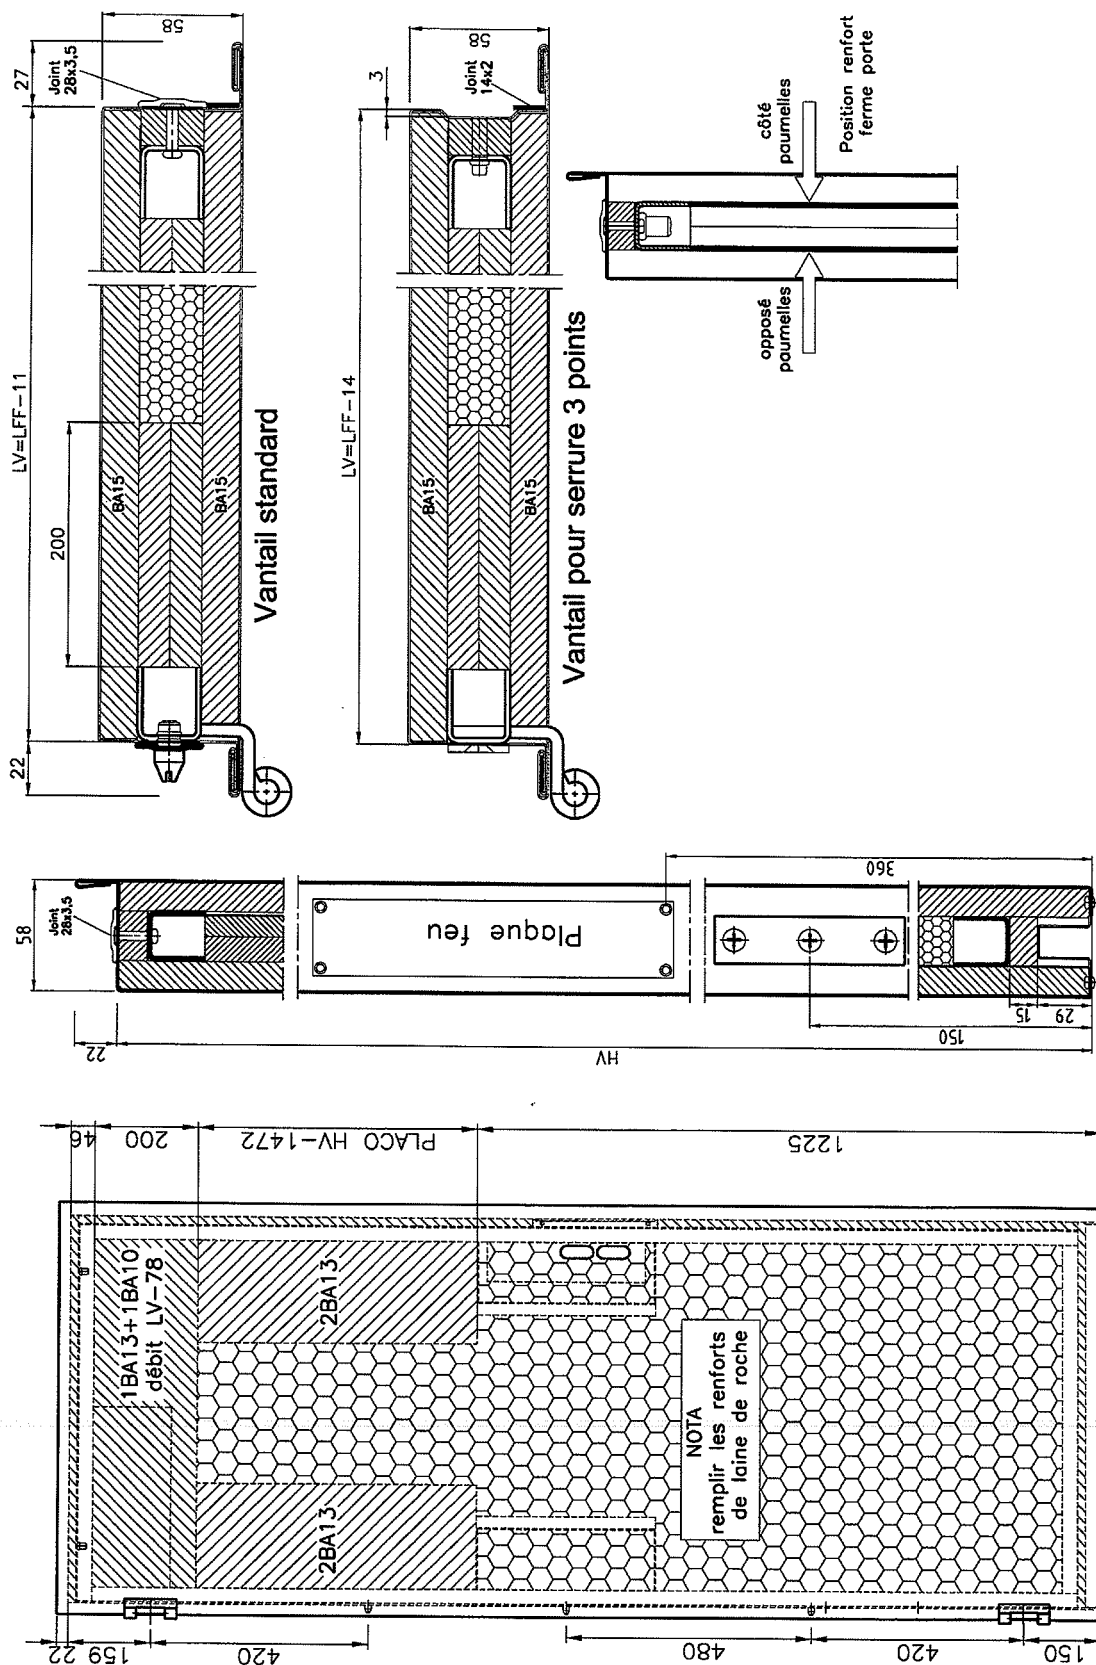 58
27
Joint
28x3,5
LV=LFF-11
BA15
BA15
200
22
Vantail standard
58
3
Joint
14x2
LV=LFF-14
BA15
BA15
Vantail pour serrure 3 points
côté
paumelles
Position renfort
ferme porte
opposé
paumelles
58
Joint
28x3,5
22
HV
Plaque feu
360
150
15
29
46
200
PLACO HV-1472
1225
1BA13+1BA10
débit LV-78
2BA13
2BA13
NOTA
remplir les renforts
de laine de roche
22
159
420
480
420
150